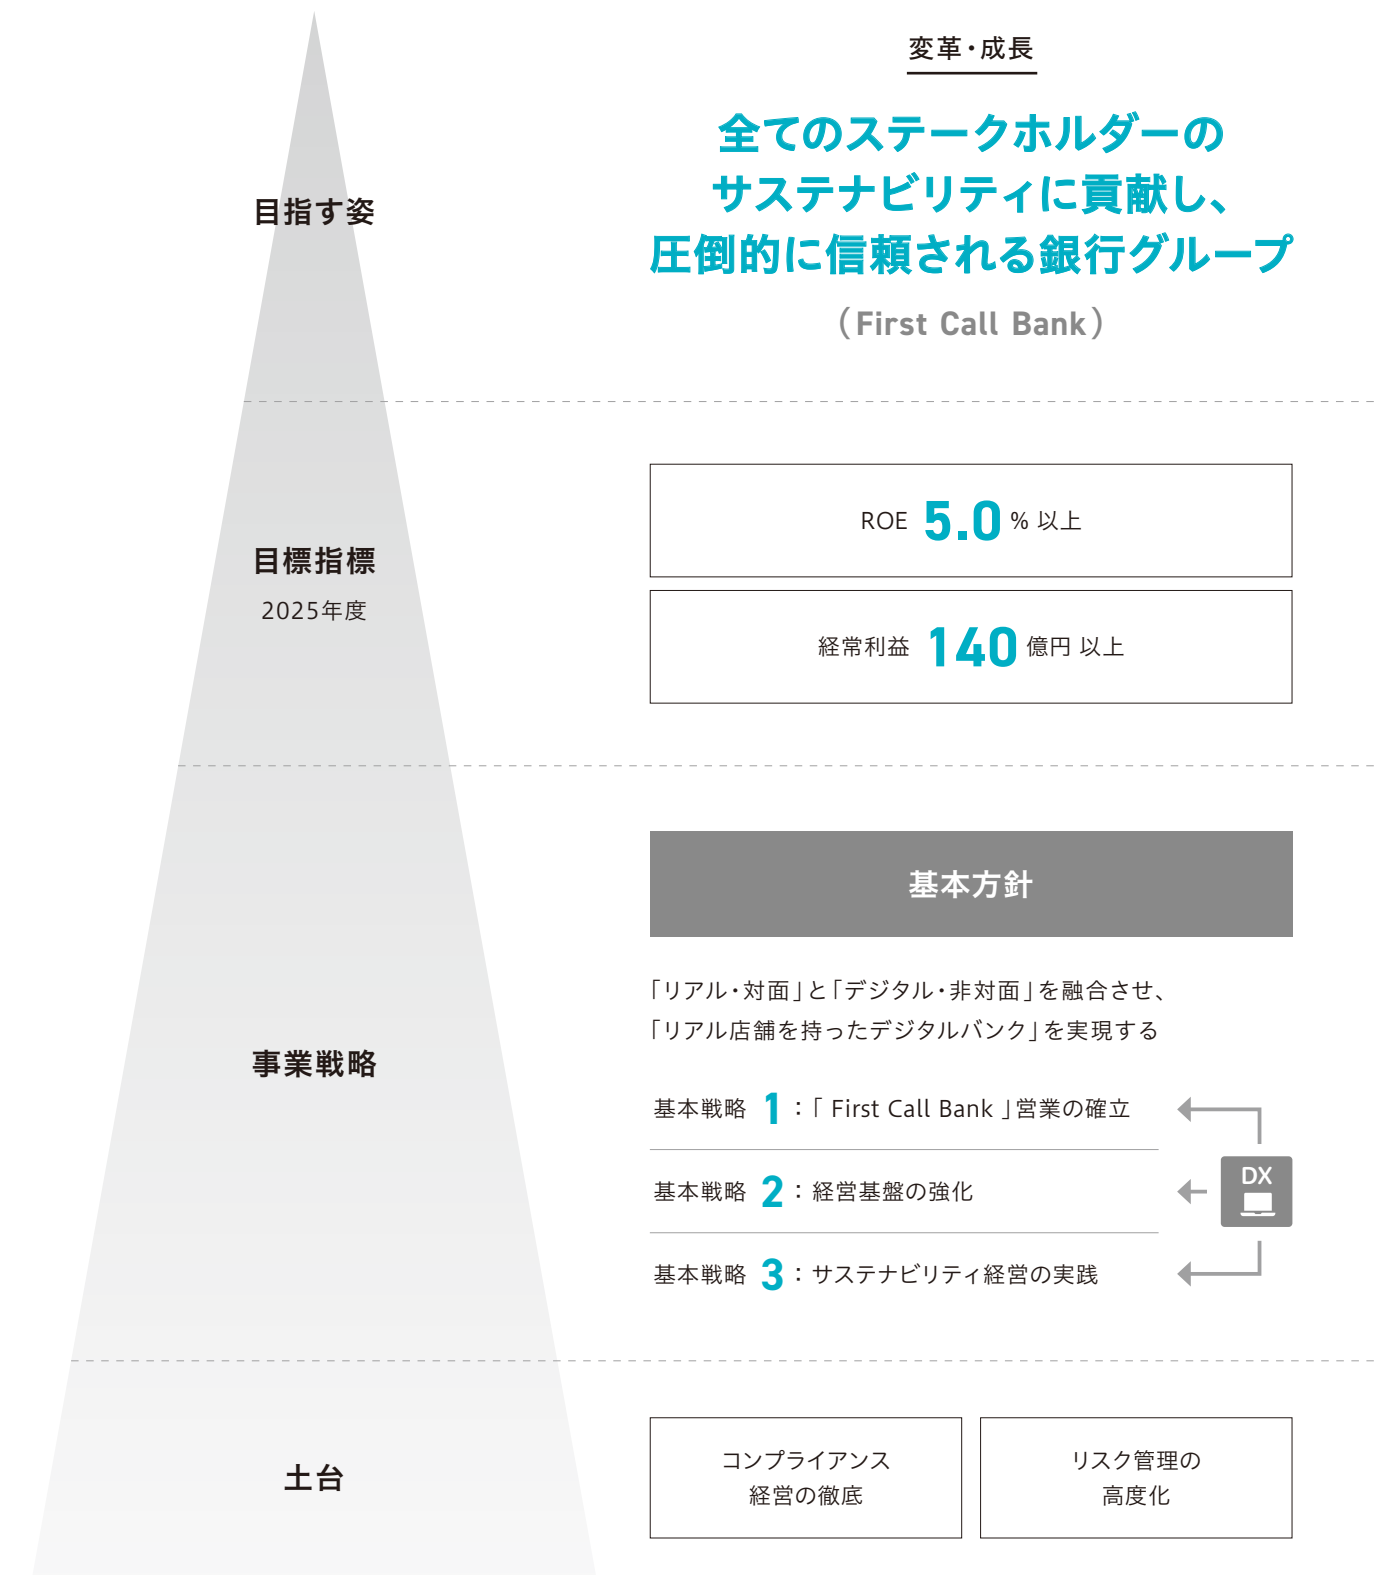 変革・成長
目指す姿
全てのステークホルダーの
サステナビリティに貢献し、
圧倒的に信頼される銀行グループ
（First Call Bank）
目標指標
2025年度
ROE 5.0 % 以上
経常利益 140 億円 以上
事業戦略
基本方針
「リアル・対面」と「デジタル・非対面」を融合させ、
「リアル店舗を持ったデジタルバンク」を実現する
基本戦略 1 ：「 First Call Bank 」営業の確立
基本戦略 2 ： 経営基盤の強化
基本戦略 3 ： サステナビリティ経営の実践
DX
土台
コンプライアンス
経営の徹底
リスク管理の
高度化